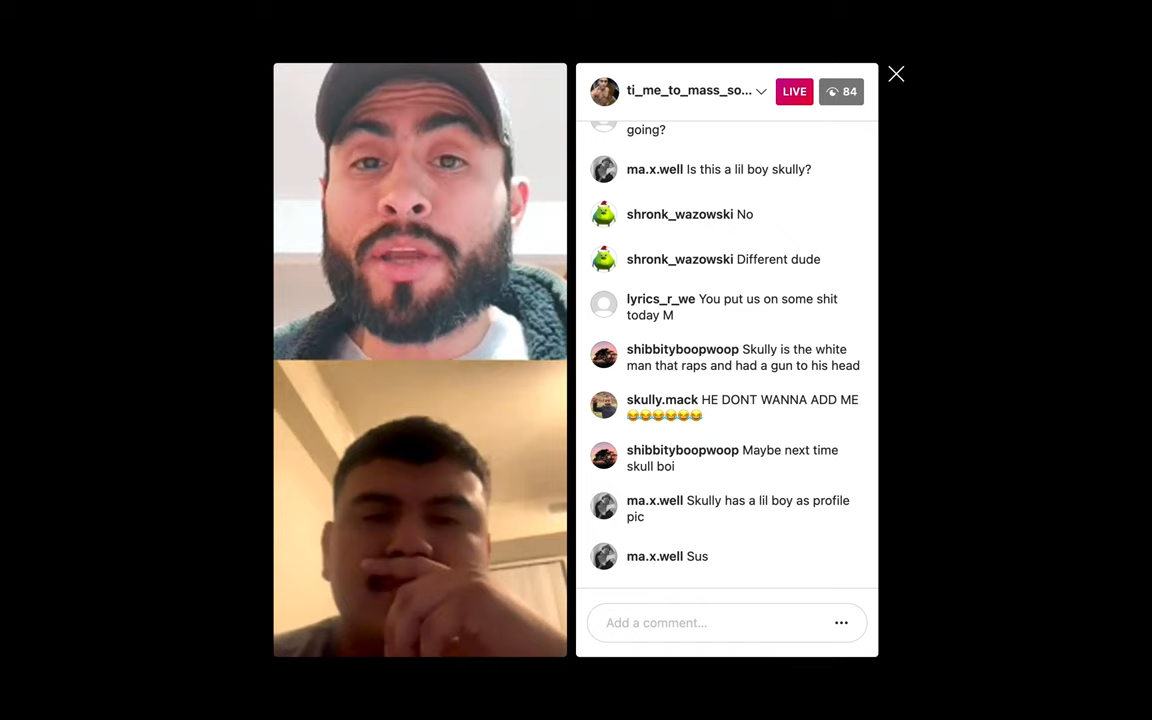 ti_me_to_mass_so... LIVE 84
going?
ma.x.well Is this a lil boy skully?
shronk_wazowski No
shronk_wazowski Different dude
lyrics_r_we You put us on some shit
today M
shibbityboopwoop Skully is the white
man that raps and had a gun to his head
skully.mack HE DONT WANNA ADD ME
😂😂😂😂😂😂
shibbityboopwoop Maybe next time
skull boi
ma.x.well Skully has a lil boy as profile
pic
ma.x.well Sus
Add a comment...